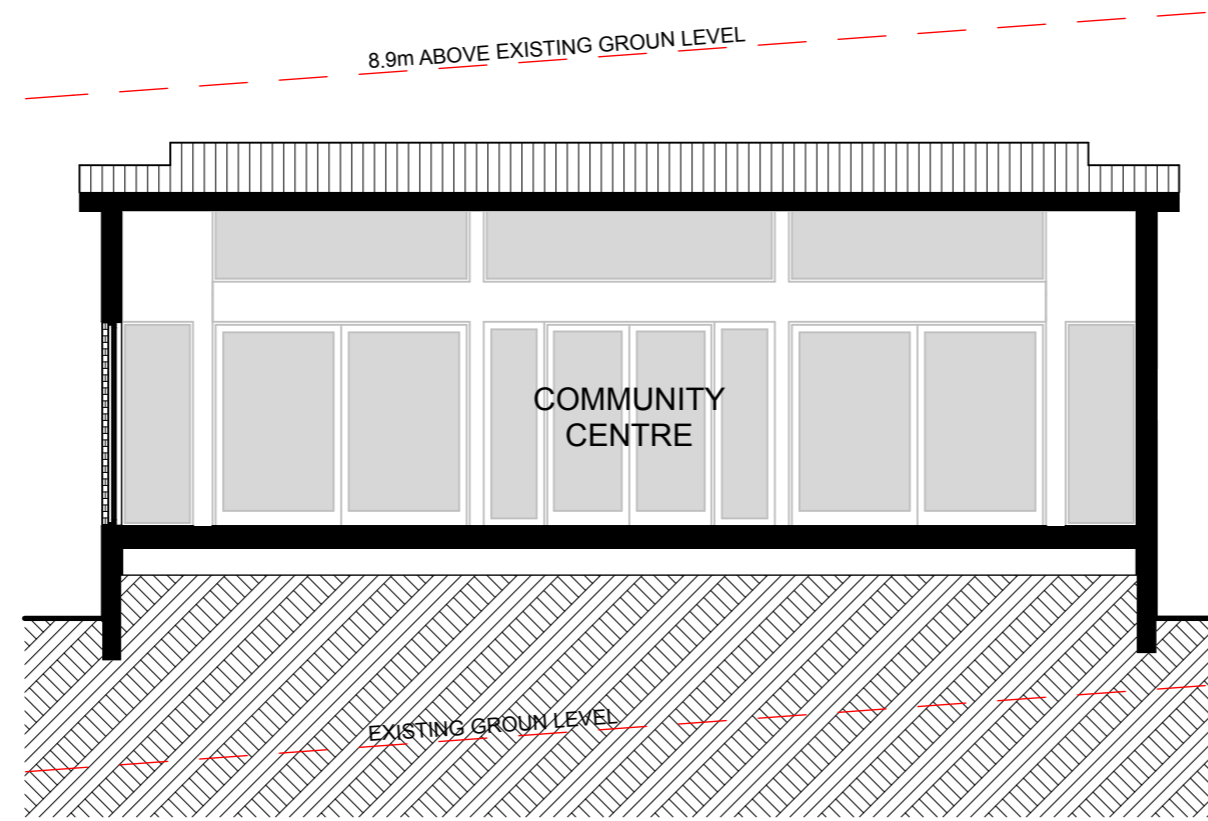 8.9m ABOVE EXISTING GROUN LEVEL
COMMUNITY
CENTRE
EXISTING GROUN LEVEL